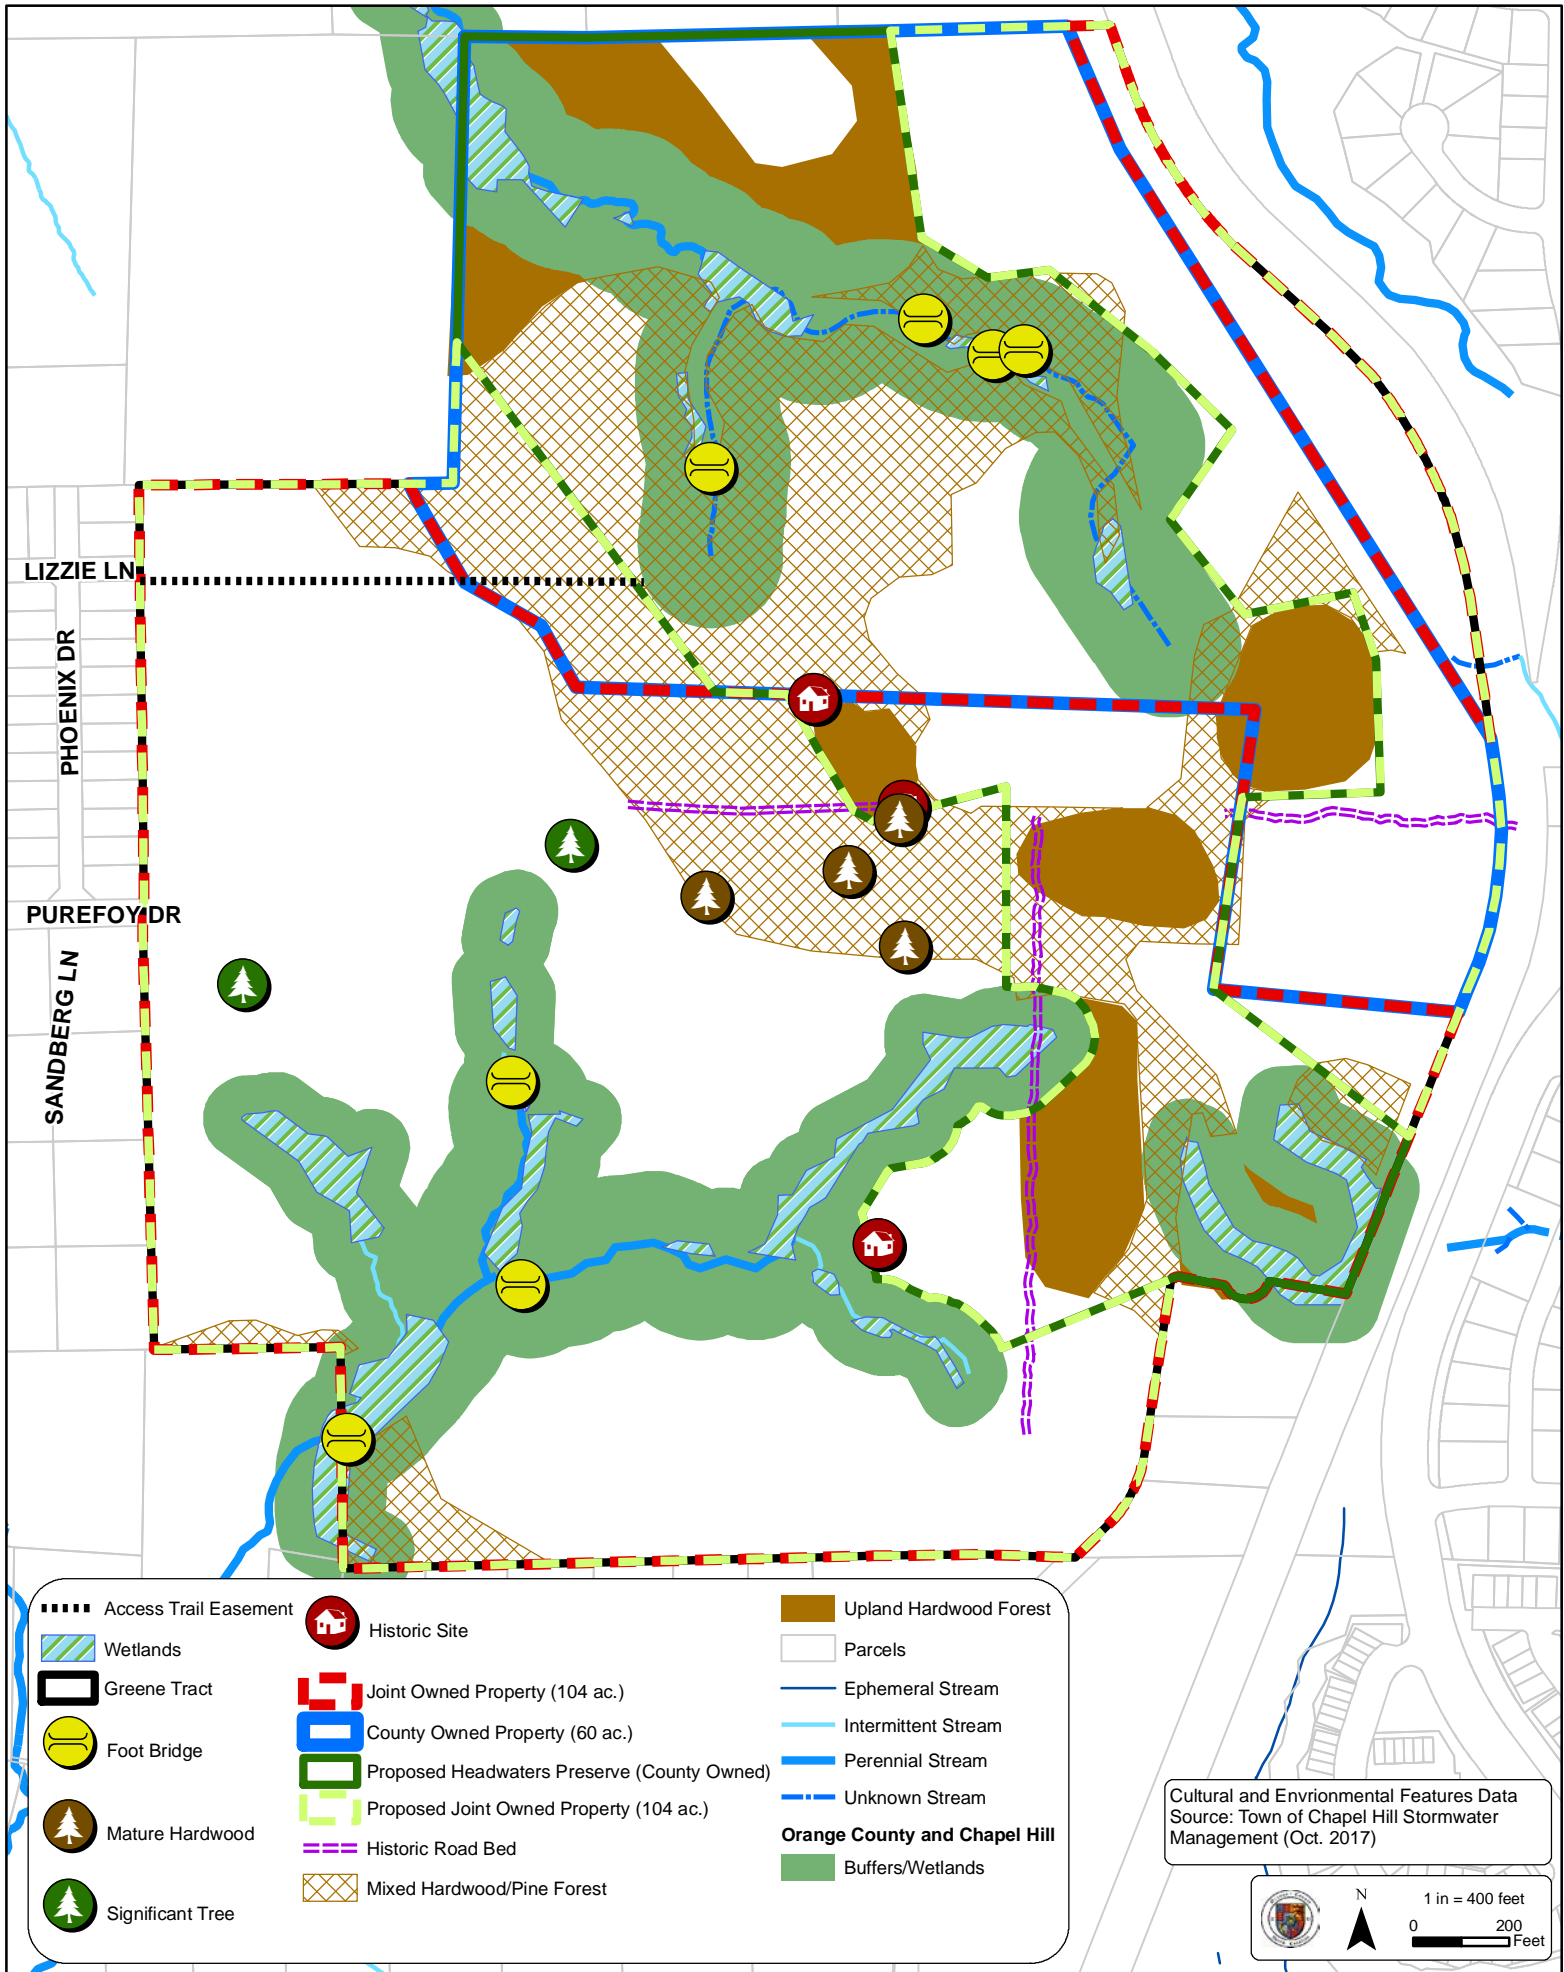 LIZZIE LN
PHOENIX DR
PUREFOY DR
SANDBERG LN
Access Trail Easement
Wetlands
Greene Tract
Foot Bridge
Mature Hardwood
Significant Tree
Historic Site
Joint Owned Property (104 ac.)
County Owned Property (60 ac.)
Proposed Headwaters Preserve (County Owned)
Proposed Joint Owned Property (104 ac.)
Historic Road Bed
Mixed Hardwood/Pine Forest
Upland Hardwood Forest
Parcels
Ephemeral Stream
Intermittent Stream
Perennial Stream
Unknown Stream
Orange County and Chapel Hill
Buffers/Wetlands
Cultural and Envrionmental Features Data
Source: Town of Chapel Hill Stormwater
Management (Oct. 2017)
N
1 in = 400 feet
0 200
Feet